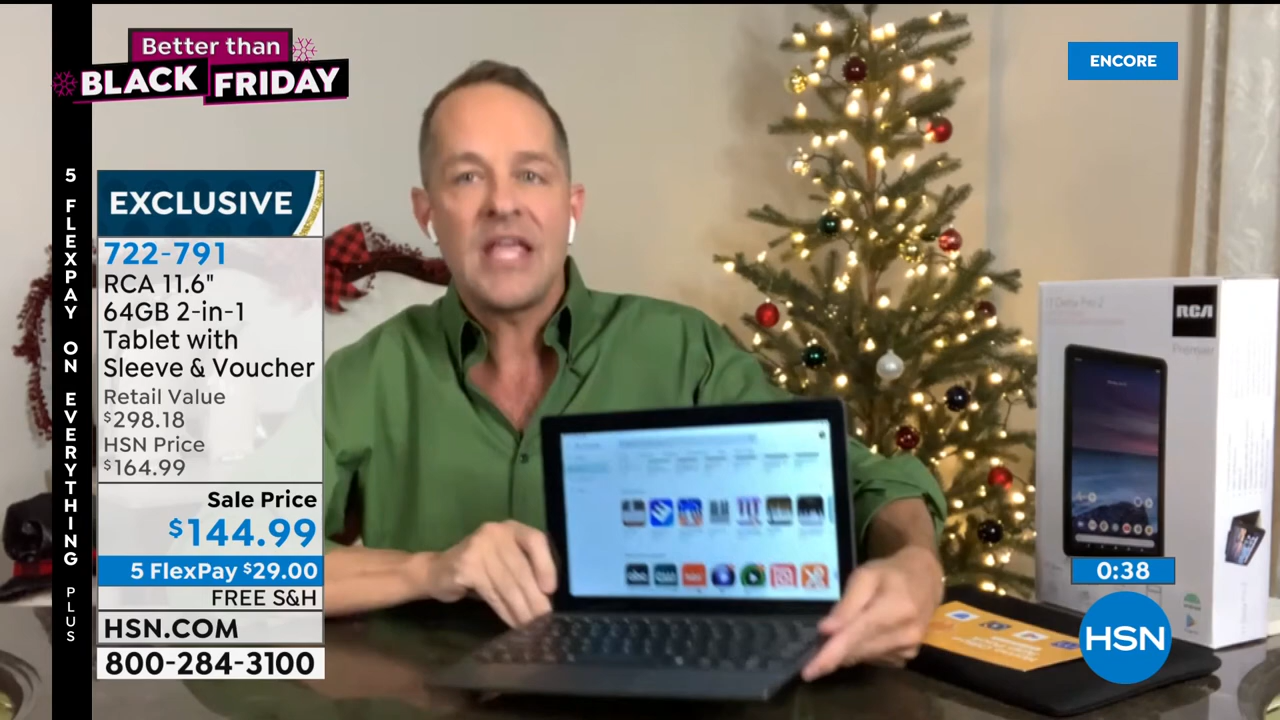 Better than
BLACK FRIDAY
ENCORE
5 FLEXPAY ON EVERYTHING PLUS
EXCLUSIVE
722-791
RCA 11.6"
64GB 2-in-1
Tablet with
Sleeve & Voucher
Retail Value
$298.18
HSN Price
$164.99
Sale Price
$144.99
5 FlexPay $29.00
FREE S&H
HSN.COM
800-284-3100
RCA
Premier
abc
0:38
HSN